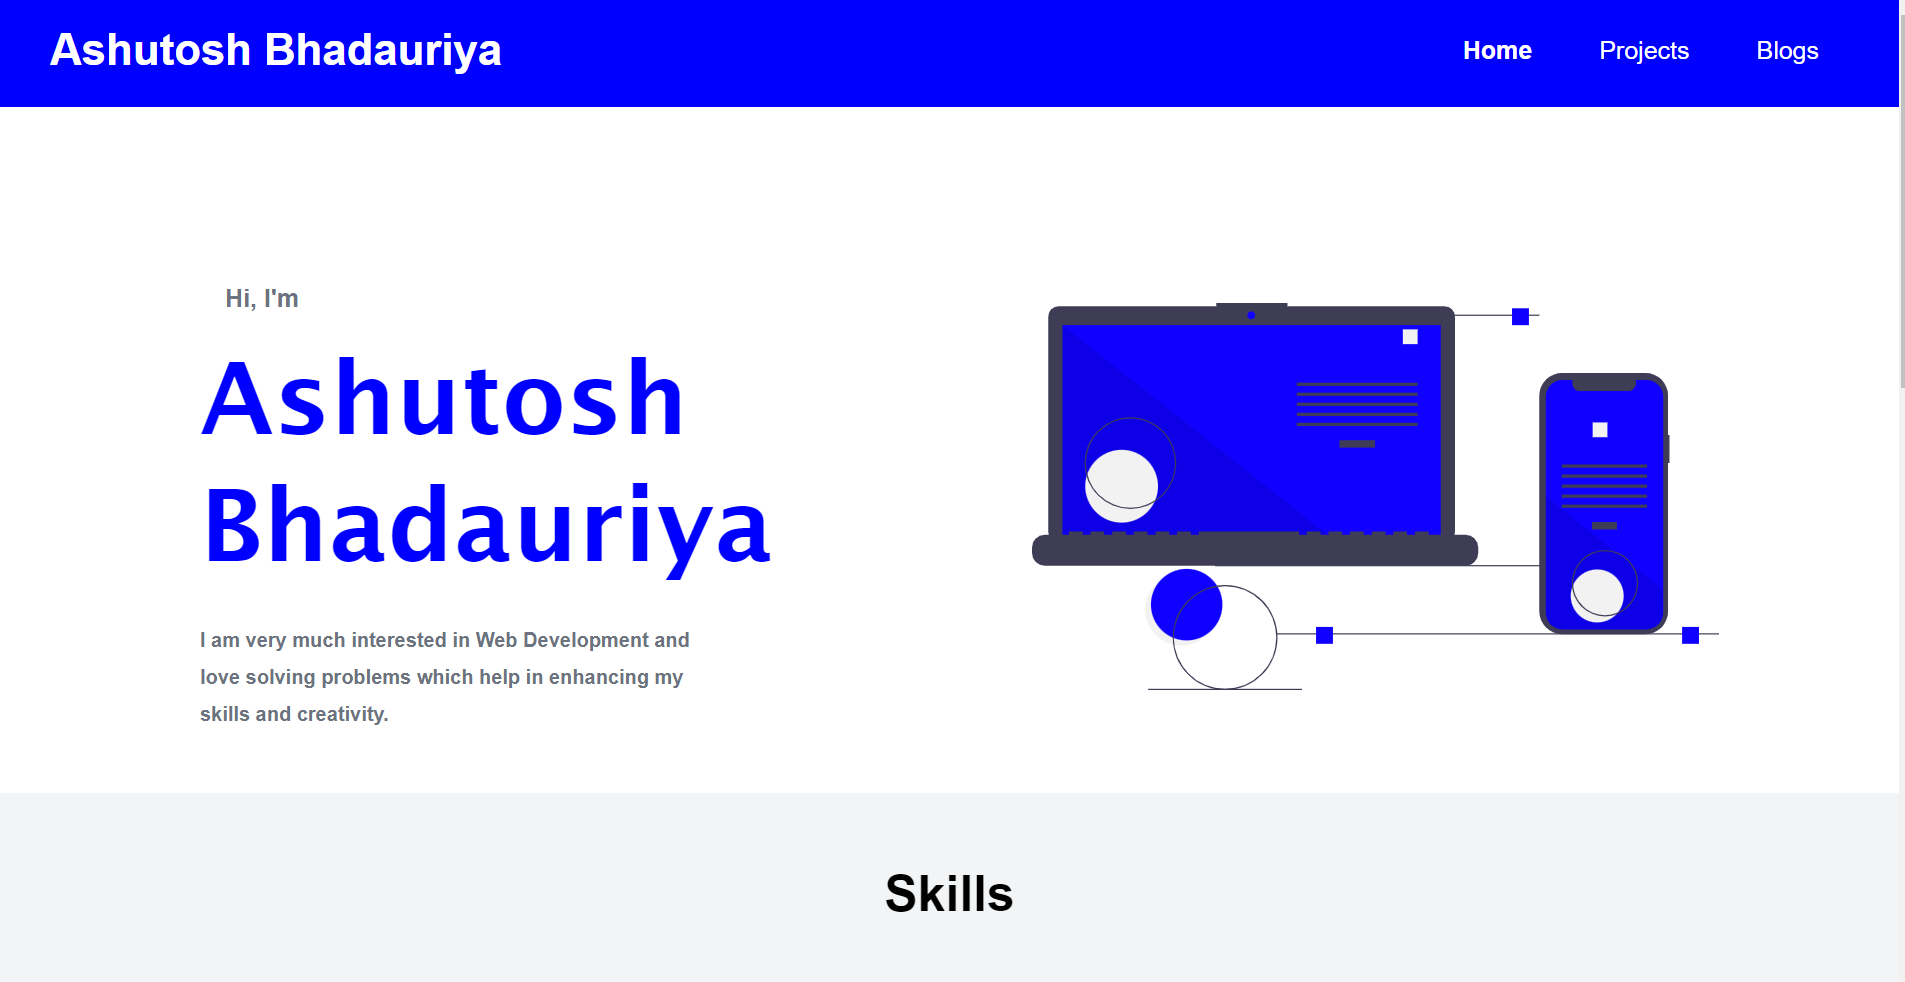 Ashutosh Bhadauriya
Home Projects Blogs
Hi, I'm
Ashutosh
Bhadauriya
I am very much interested in Web Development and
love solving problems which help in enhancing my
skills and creativity.
Skills